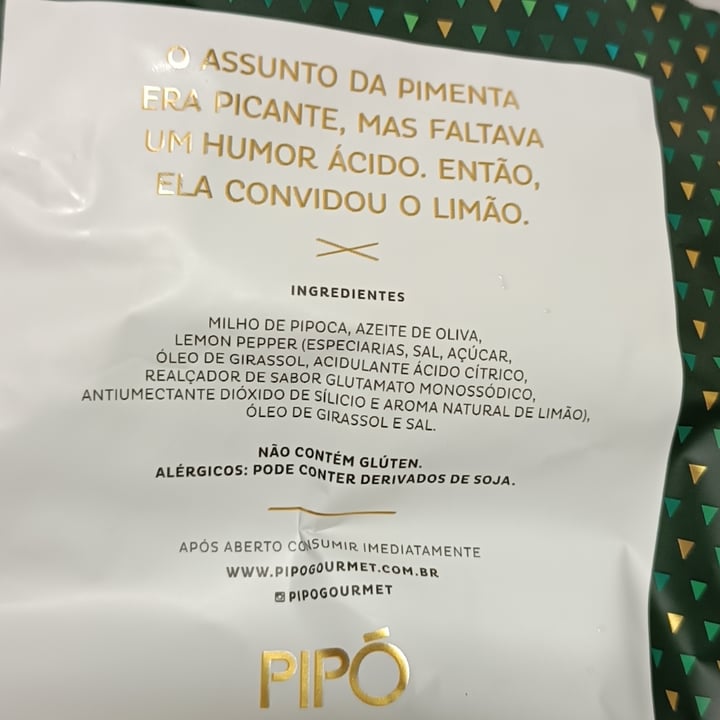 O ASSUNTO DA PIMENTA
ERA PICANTE, MAS FALTAVA
UM HUMOR ÁCIDO. ENTÃO,
ELA CONVIDOU O LIMÃO.
INGREDIENTES
MILHO DE PIPOCA, AZEITE DE OLIVA,
LEMON PEPPER (ESPECIARIAS, SAL, AÇÚCAR,
ÓLEO DE GIRASSOL, ACIDULANTE ÁCIDO CÍTRICO,
REALÇADOR DE SABOR GLUTAMATO MONOSSÓDICO,
ANTIUMECTANTE DIÓXIDO DE SÍLICIO E AROMA NATURAL DE LIMÃO),
ÓLEO DE GIRASSOL E SAL.
NÃO CONTÉM GLÚTEN.
ALÉRGICOS: PODE CONTER DERIVADOS DE SOJA.
APÓS ABERTO CONSUMIR IMEDIATAMENTE
WWW.PIPOGOURMET.COM.BR
PIPOGOURMET
PIPÓ